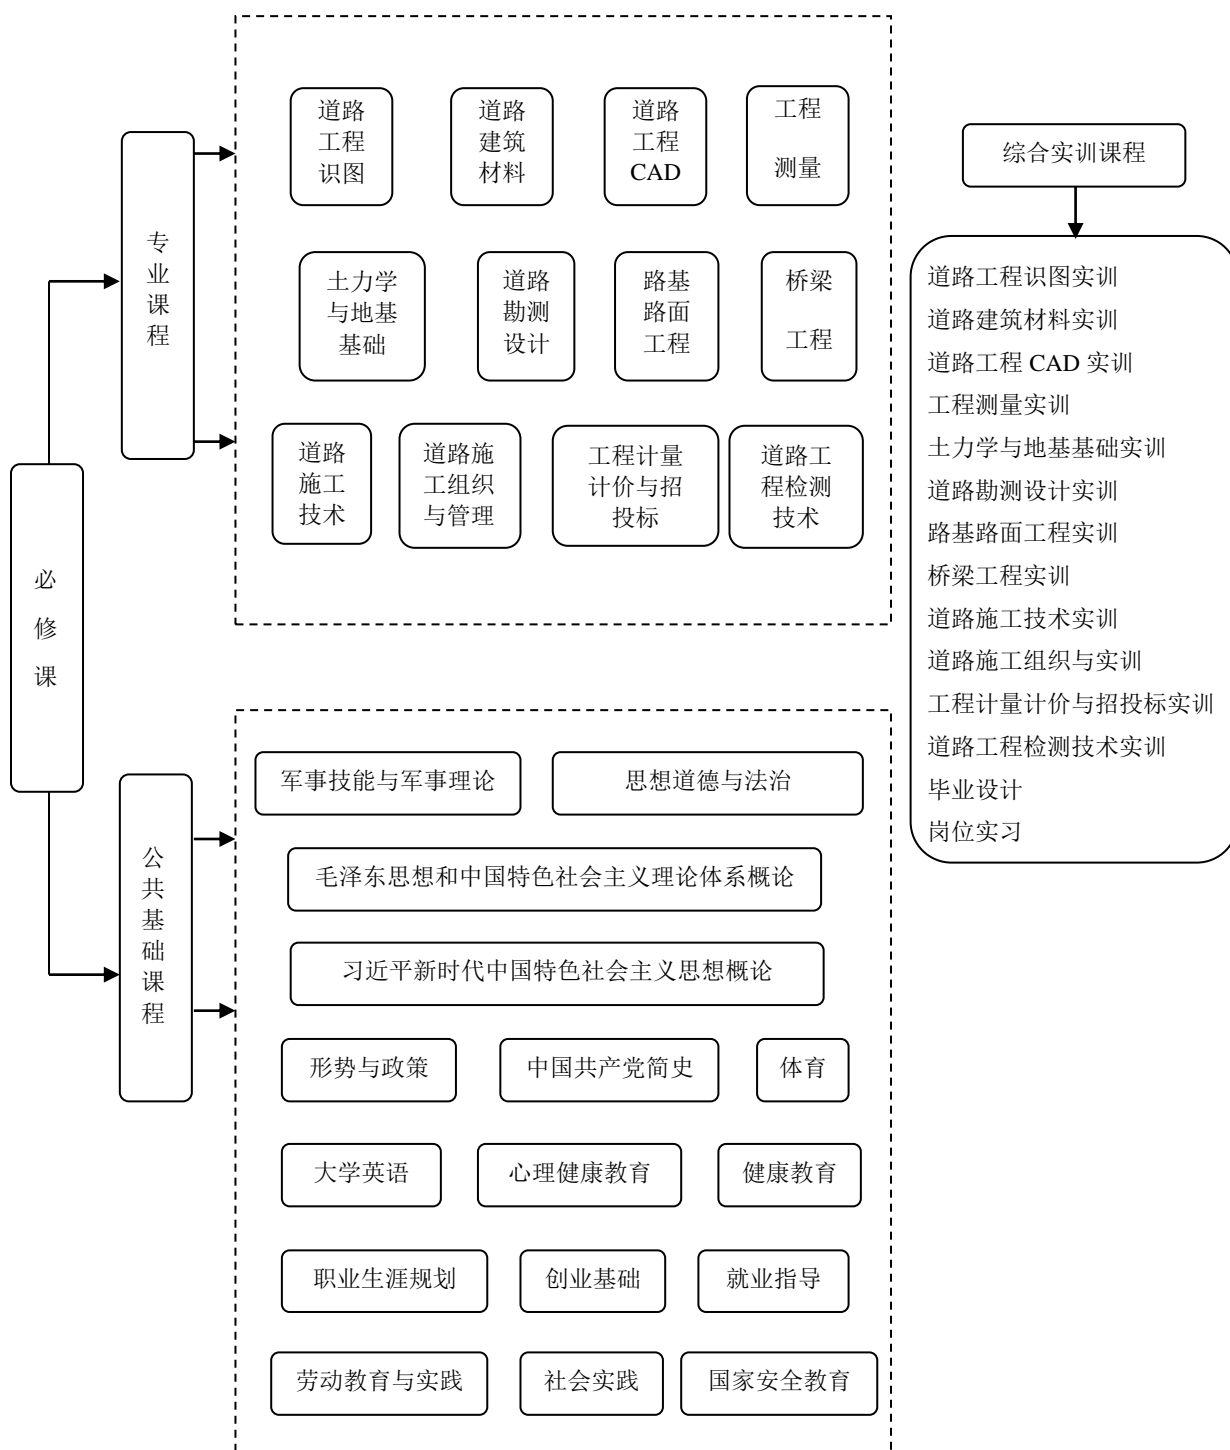 必
修
课
专
业
课
程
道路
工程
识图
道路
建筑
材料
道路
工程
CAD
工程
测量
土力学
与地基
基础
道路
勘测
设计
路基
路面
工程
桥梁
工程
道路
施工
技术
道路施
工组织
与管理
工程计量
计价与招
投标
道路工
程检测
技术
公
共
基
础
课
程
军事技能与军事理论
思想道德与法治
毛泽东思想和中国特色社会主义理论体系概论
习近平新时代中国特色社会主义思想概论
形势与政策
中国共产党简史
体育
大学英语
心理健康教育
健康教育
职业生涯规划
创业基础
就业指导
劳动教育与实践
社会实践
国家安全教育
综合实训课程
道路工程识图实训
道路建筑材料实训
道路工程 CAD 实训
工程测量实训
土力学与地基基础实训
道路勘测设计实训
路基路面工程实训
桥梁工程实训
道路施工技术实训
道路施工组织与实训
工程计量计价与招投标实训
道路工程检测技术实训
毕业设计
岗位实习